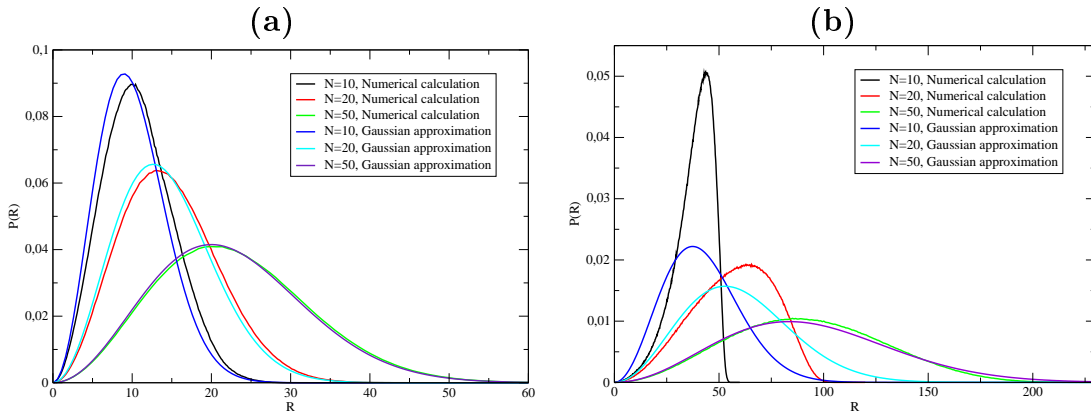 (a)
0,1
0.08
0.06
0.04
0.02
0
P(R)
0 10 20 30 40 50 60
R
N=10, Numerical calculation
N=20, Numerical calculation
N=50, Numerical calculation
N=10, Gaussian approximation
N=20, Gaussian approximation
N=50, Gaussian approximation
(b)
0.05
0.04
0.03
0.02
0.01
0
P(R)
0 50 100 150 200
R
N=10, Numerical calculation
N=20, Numerical calculation
N=50, Numerical calculation
N=10, Gaussian approximation
N=20, Gaussian approximation
N=50, Gaussian approximation